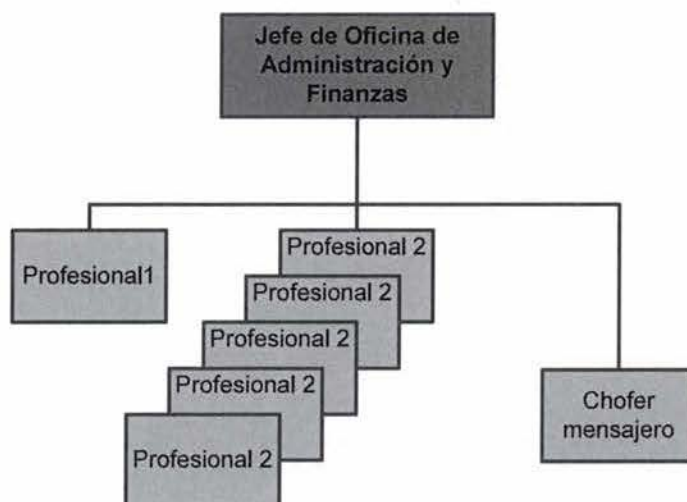 Jefe de Oficina de
Administración y
Finanzas
Profesional1
Profesional 2
Profesional 2
Profesional 2
Profesional 2
Profesional 2
Chofer
mensajero